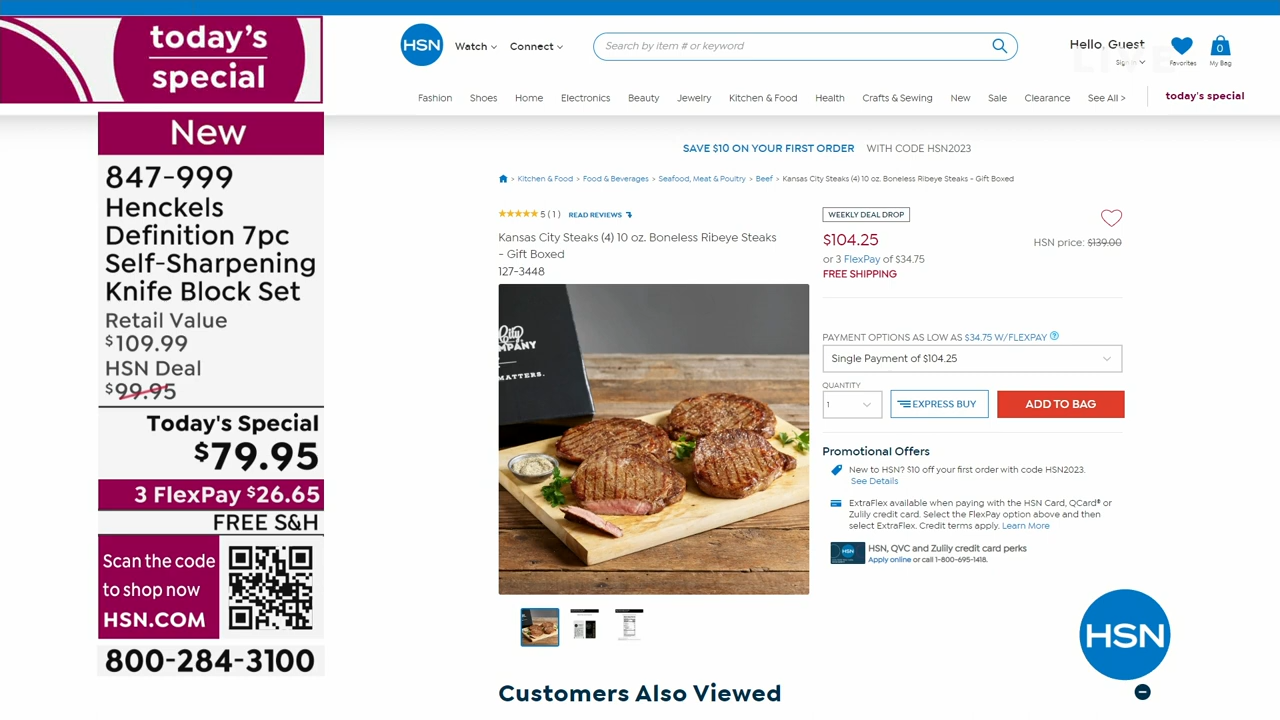 today's
special
New
847-999
Henckels
Definition 7pc
Self-Sharpening
Knife Block Set
Retail Value
$109.99
HSN Deal
$99.95
Today's Special
$79.95
3 FlexPay $26.65
FREE S&H
Scan the code
to shop now
HSN.COM
800-284-3100
HSN
Watch
Connect
Search by item # or keyword
Hello, Guest
Sign In
Favorites
0
My Bag
Fashion Shoes Home Electronics Beauty Jewelry Kitchen & Food Health Crafts & Sewing New Sale Clearance See All > today's special
SAVE $10 ON YOUR FIRST ORDER WITH CODE HSN2023
> Kitchen & Food > Food & Beverages > Seafood, Meat & Poultry > Beef > Kansas City Steaks (4) 10 oz. Boneless Ribeye Steaks - Gift Boxed
5 ( 1 ) READ REVIEWS
Kansas City Steaks (4) 10 oz. Boneless Ribeye Steaks
- Gift Boxed
127-3448
City
MPANY
MATTERS.
WEEKLY DEAL DROP
$104.25
HSN price: $139.00
or 3 FlexPay of $34.75
FREE SHIPPING
PAYMENT OPTIONS AS LOW AS $34.75 W/FLEXPAY ?
Single Payment of $104.25
QUANTITY
1
EXPRESS BUY
ADD TO BAG
Promotional Offers
New to HSN? $10 off your first order with code HSN2023.
See Details
ExtraFlex available when paying with the HSN Card, QCard® or
Zulily credit card. Select the FlexPay option above and then
select ExtraFlex. Credit terms apply. Learn More
HSN
HSN, QVC and Zulily credit card perks
Apply online or call 1-800-695-1418.
HSN
Customers Also Viewed